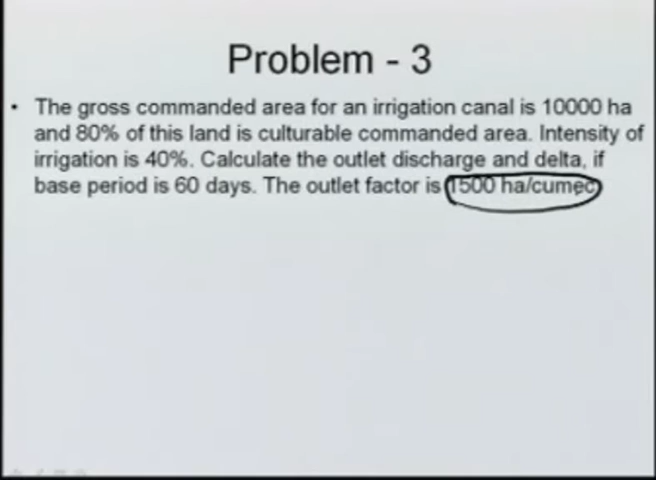 Problem - 3
• The gross commanded area for an irrigation canal is 10000 ha
and 80% of this land is culturable commanded area. Intensity of
irrigation is 40%. Calculate the outlet discharge and delta, if
base period is 60 days. The outlet factor is 1500 ha/cumec